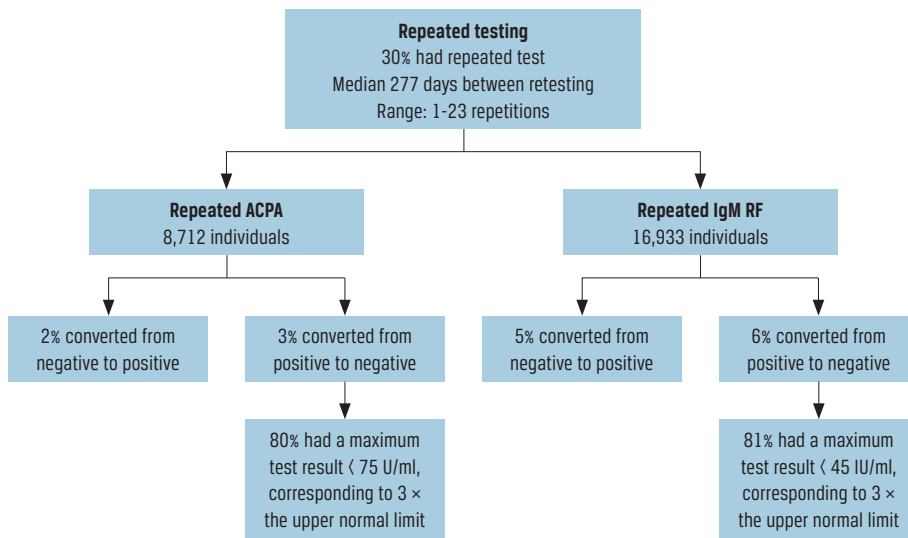 Repeated testing
30% had repeated test
Median 277 days between retesting
Range: 1-23 repetitions
Repeated ACPA
8,712 individuals
Repeated IgM RF
16,933 individuals
2% converted from
negative to positive
3% converted from
positive to negative
5% converted from
negative to positive
6% converted from
positive to negative
80% had a maximum
test result < 75 U/ml,
corresponding to 3 ×
the upper normal limit
81% had a maximum
test result < 45 IU/ml,
corresponding to 3 ×
the upper normal limit